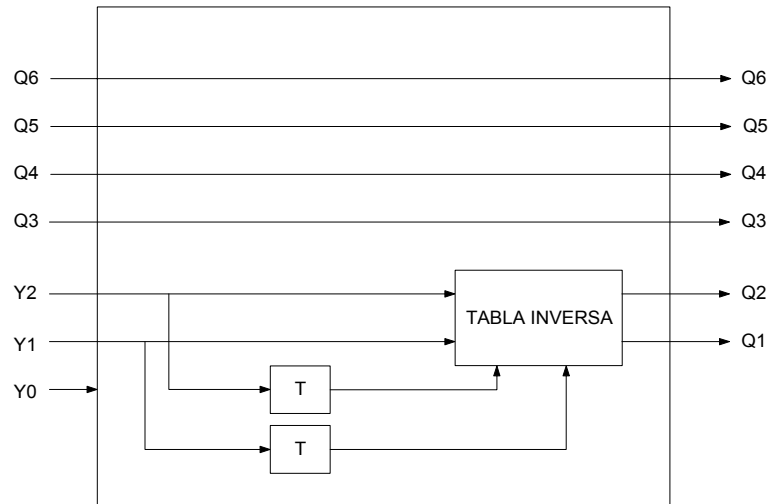 Q6 Q6
Q5 Q5
Q4 Q4
Q3 Q3
Y2 Q2
TABLA INVERSA
Y1 Q1
Y0 T
T